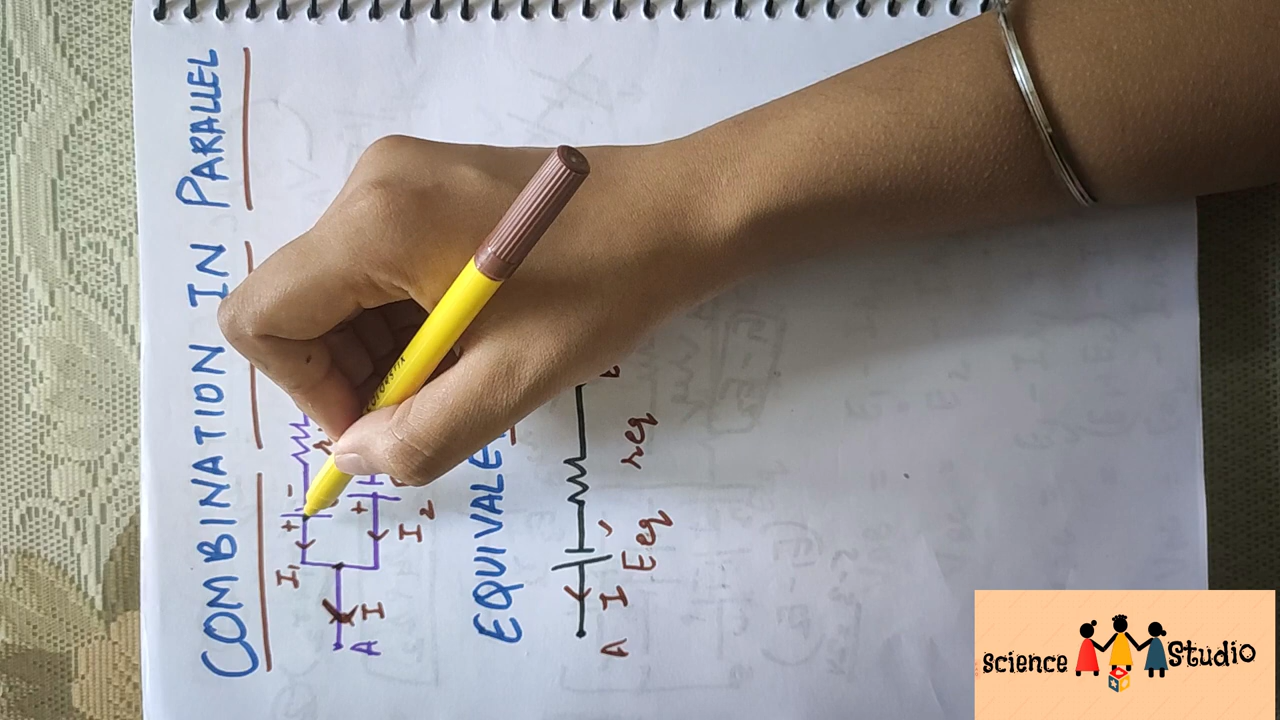 COMBINATION IN PARALLEL
I₁ + -
+
I₂
A I
EQUIVALE
A I Eeq req
Science Studio